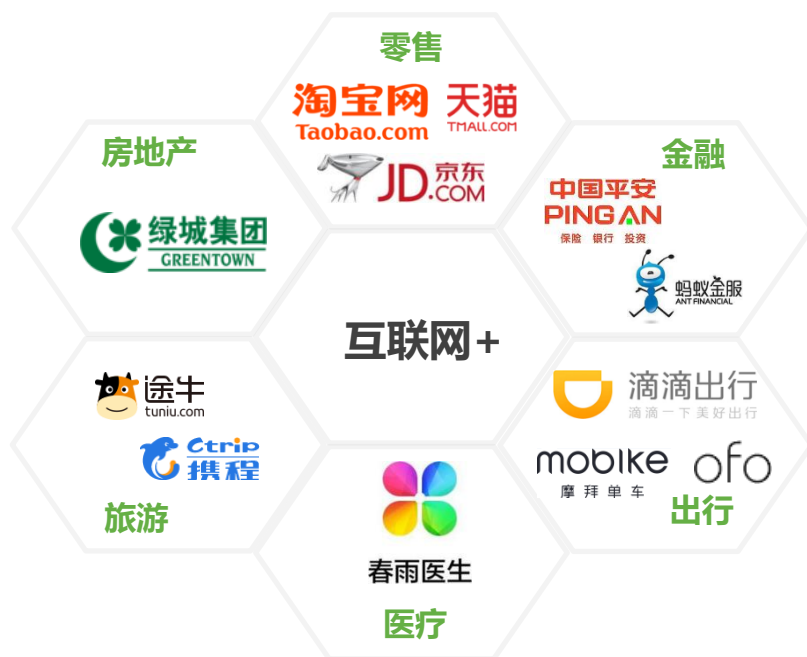 零售
淘宝网
Taobao.com
天猫
TMALL.COM
JD.COM
京东
房地产
绿城集团
GREENTOWN
金融
中国平安
PINGAN
保险 银行 投资
蚂蚁金服
ANT FINANCIAL
互联网+
途牛
tuniu.com
Ctrip
携程
旅游
滴滴出行
滴滴一下 美好出行
mobike
摩拜单车
ofo
出行
春雨医生
医疗